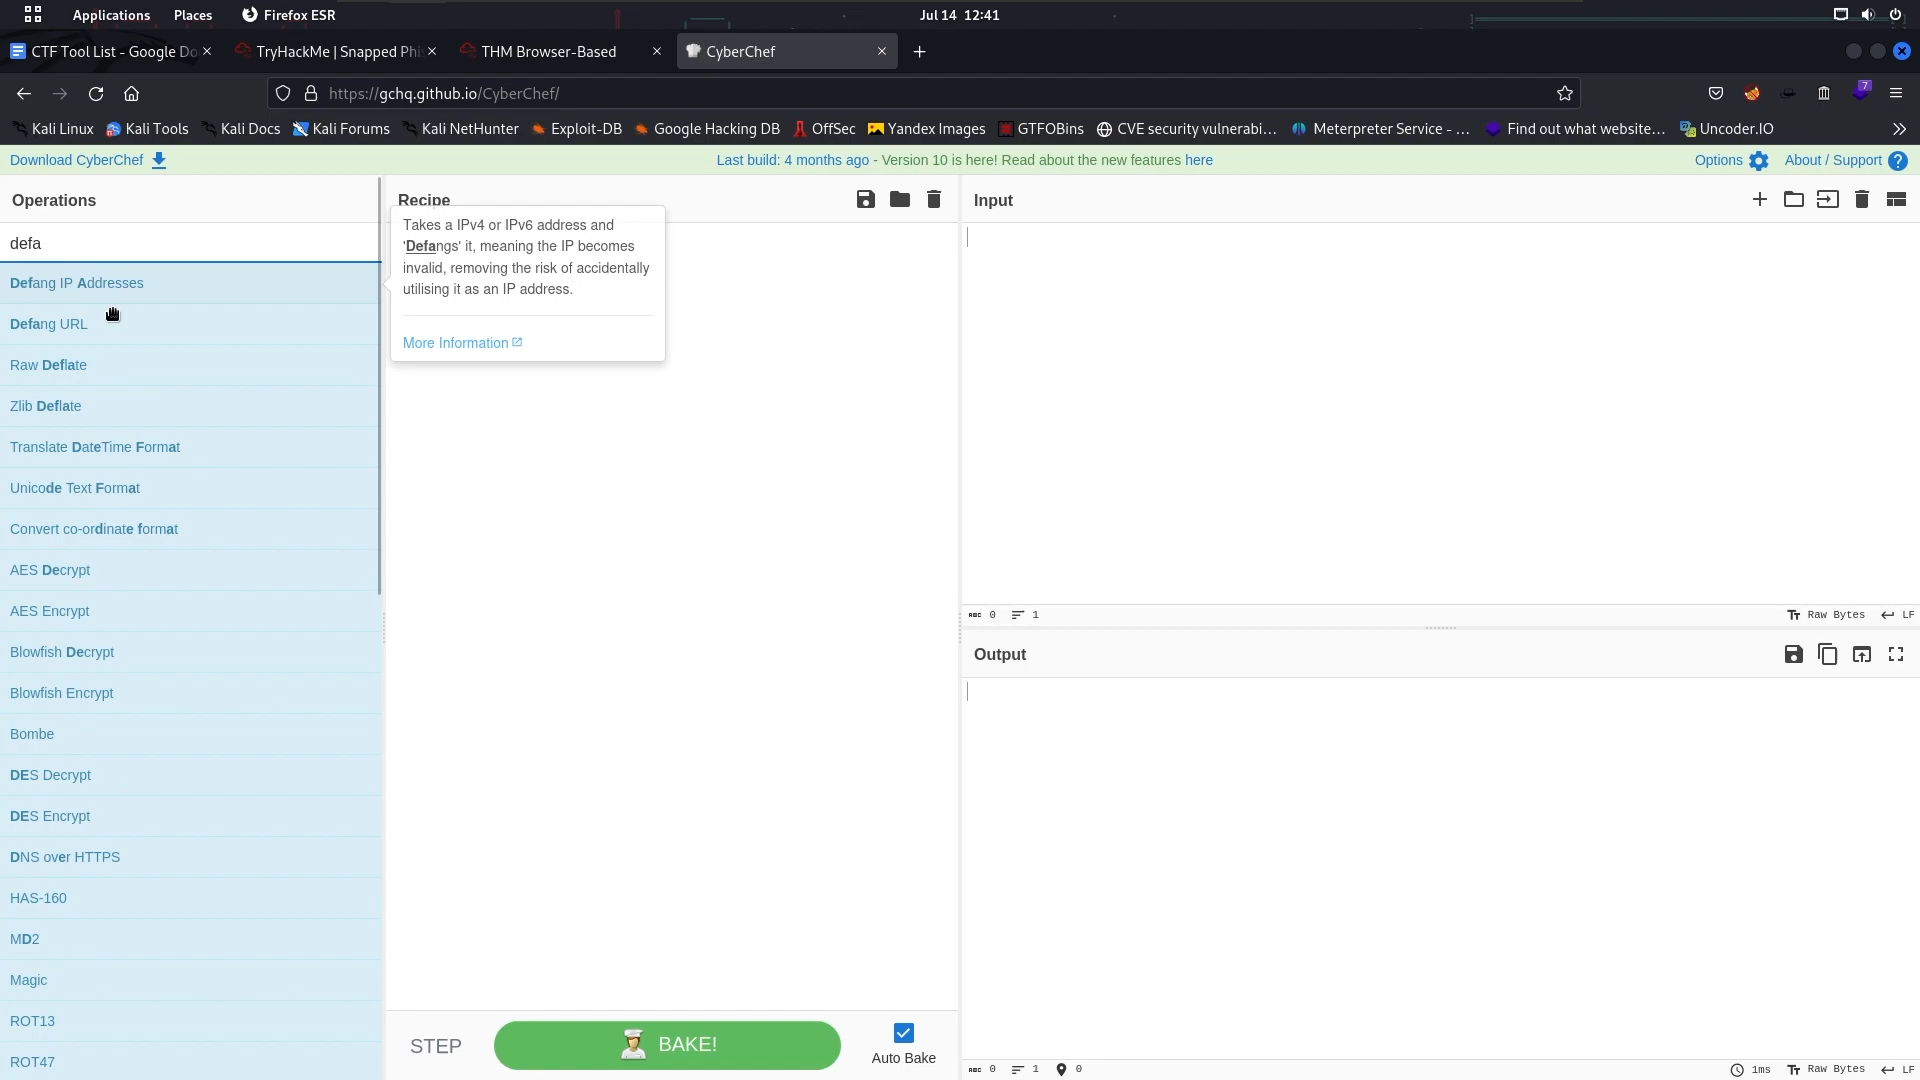 Applications Places Firefox ESR Jul 14 12:41
CTF Tool List - Google Do TryHackMe | Snapped Phi THM Browser-Based CyberChef
https://gchq.github.io/CyberChef/ 7
Kali Linux Kali Tools Kali Docs Kali Forums Kali NetHunter Exploit-DB Google Hacking DB OffSec Yandex Images GTFOBins CVE security vulnerabi... Meterpreter Service - ... Find out what website... Uncoder.IO
Download CyberChef Last build: 4 months ago - Version 10 is here! Read about the new features here Options About / Support
Operations
defa
Defang IP Addresses
Defang URL
Raw Deflate
Zlib Deflate
Translate DateTime Format
Unicode Text Format
Convert co-ordinate format
AES Decrypt
AES Encrypt
Blowfish Decrypt
Blowfish Encrypt
Bombe
DES Decrypt
DES Encrypt
DNS over HTTPS
HAS-160
MD2
Magic
ROT13
ROT47
Recipe
Takes a IPv4 or IPv6 address and
'Defangs' it, meaning the IP becomes
invalid, removing the risk of accidentally
utilising it as an IP address.
More Information
STEP BAKE! Auto Bake
Input
ABC 0 1 Raw Bytes LF
Output
ABC 0 1 0 1ms Raw Bytes LF